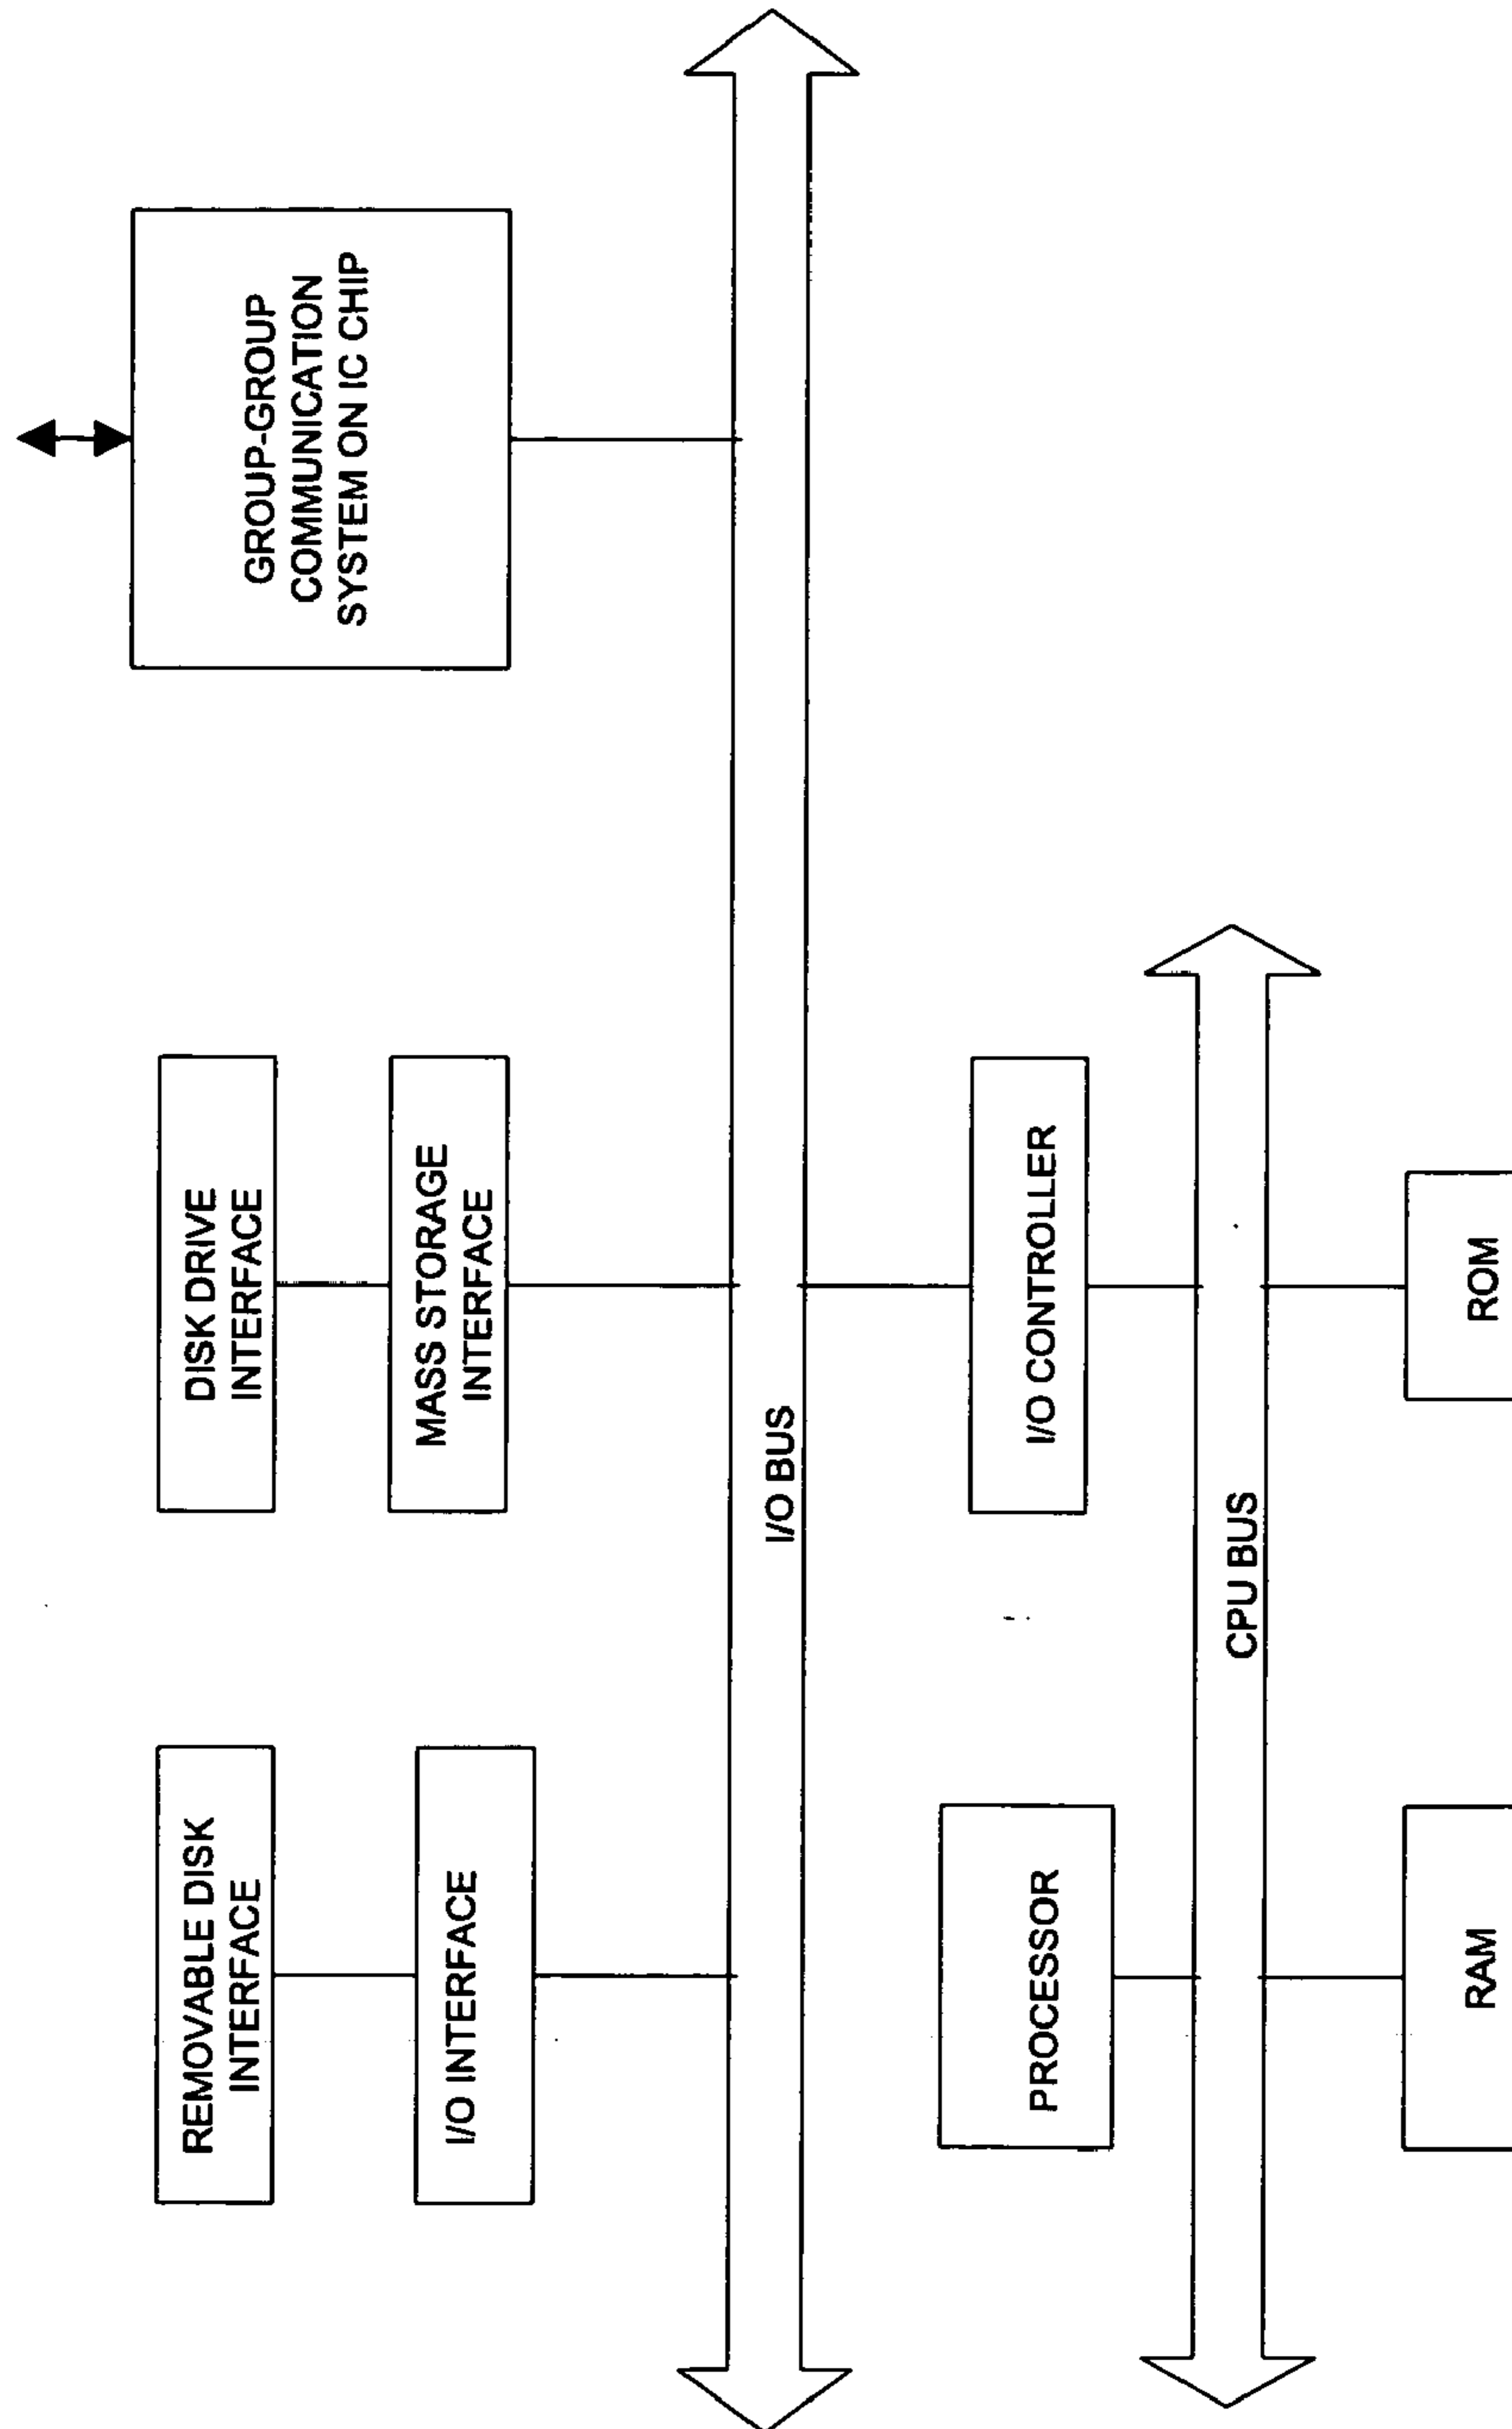 REMOVABLE DISK
INTERFACE
DISK DRIVE
INTERFACE
GROUP-GROUP
COMMUNICATION
SYSTEM ON IC CHIP
I/O INTERFACE
MASS STORAGE
INTERFACE
I/O BUS
PROCESSOR
I/O CONTROLLER
CPU BUS
RAM
ROM